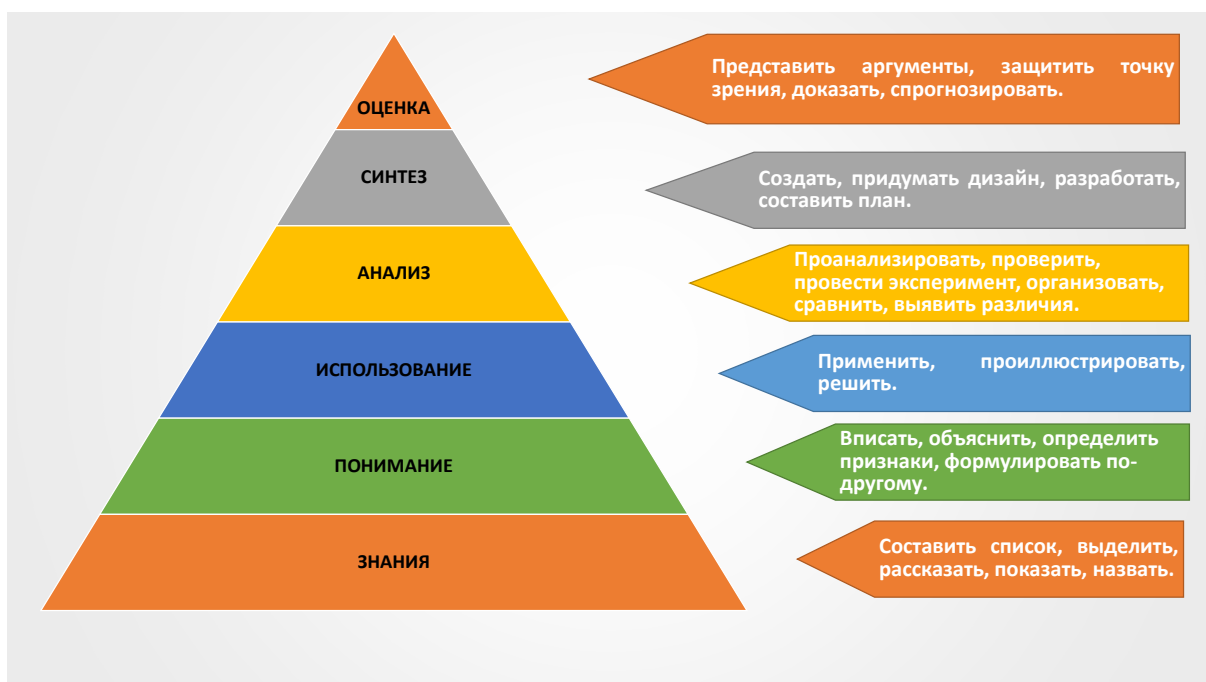 ОЦЕНКА
Представить аргументы, защитить точку
зрения, доказать, спрогнозировать.
СИНТЕЗ
Создать, придумать дизайн, разработать,
составить план.
АНАЛИЗ
Проанализировать, проверить,
провести эксперимент, организовать,
сравнить, выявить различия.
ИСПОЛЬЗОВАНИЕ
Применить, проиллюстрировать,
решить.
ПОНИМАНИЕ
Вписать, объяснить, определить
признаки, формулировать по-
другому.
ЗНАНИЯ
Составить список, выделить,
рассказать, показать, назвать.